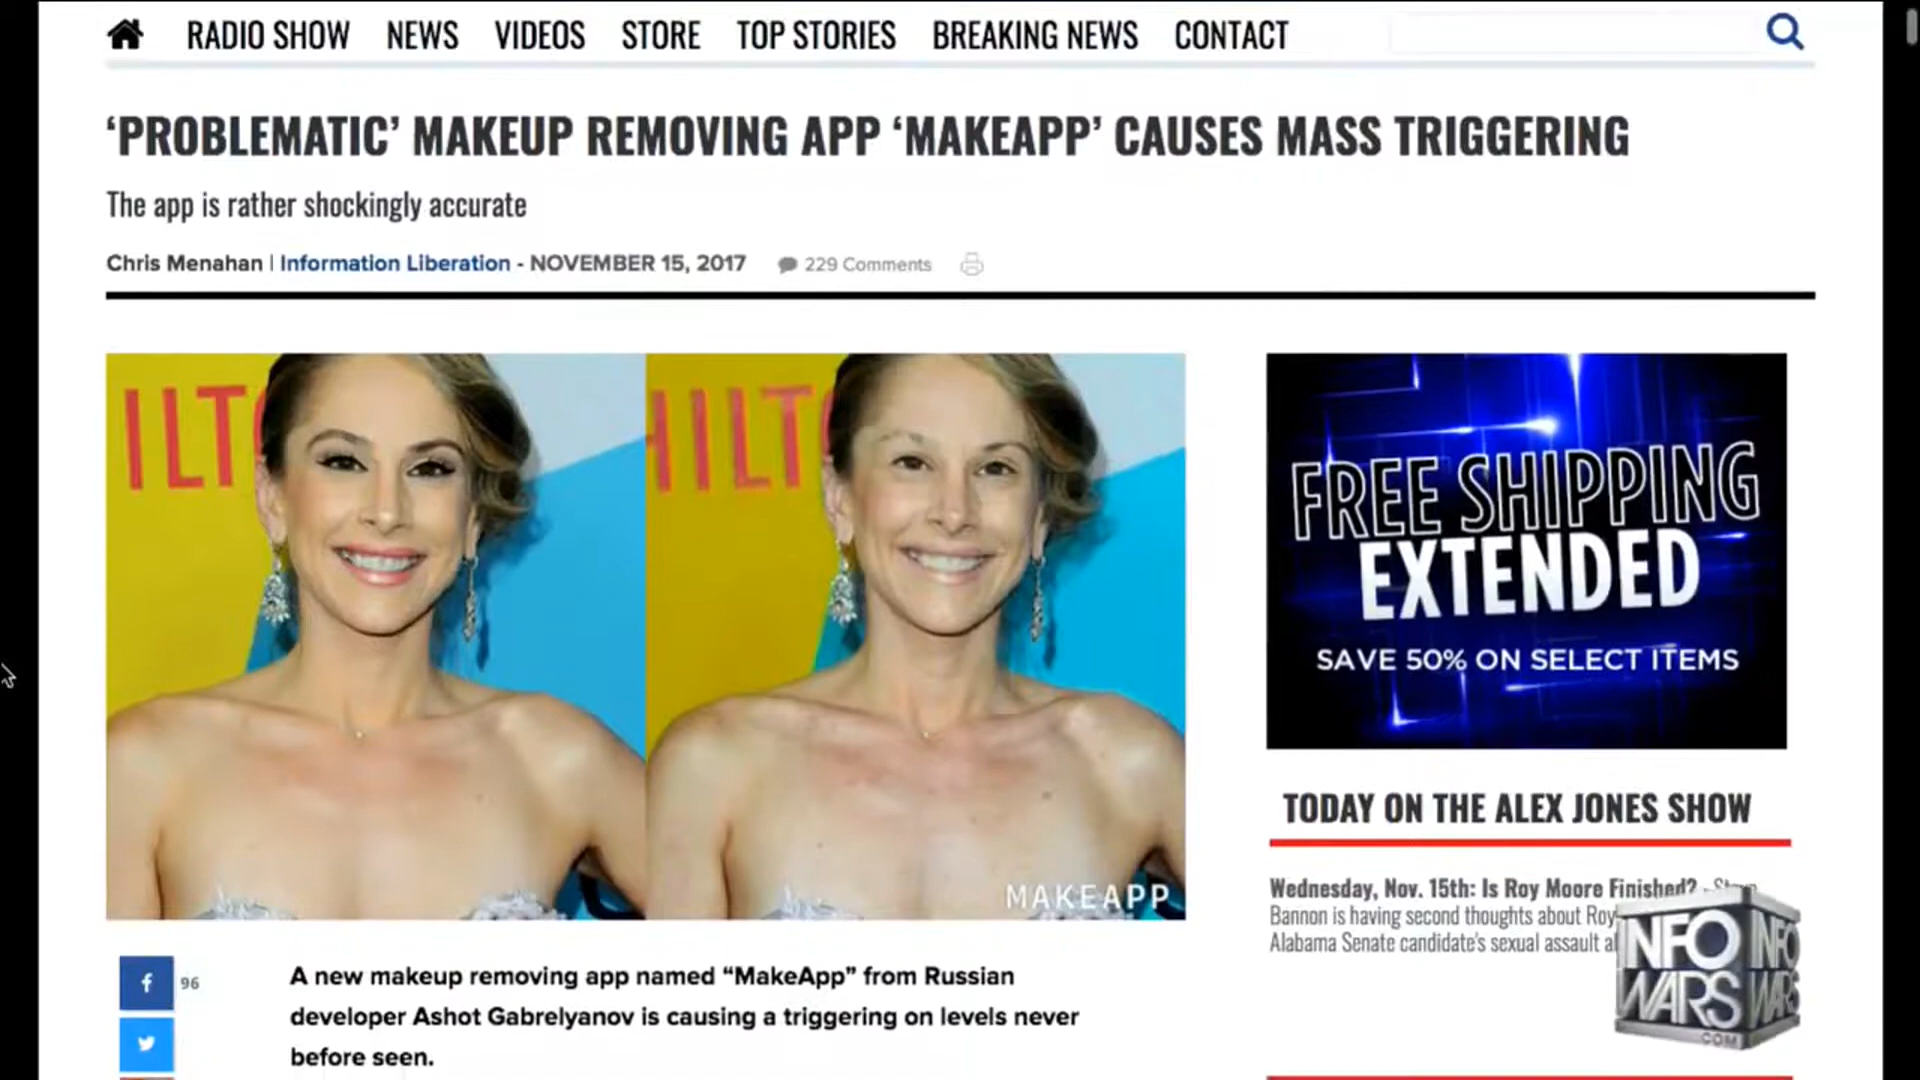 RADIO SHOW NEWS VIDEOS STORE TOP STORIES BREAKING NEWS CONTACT
‘PROBLEMATIC’ MAKEUP REMOVING APP ‘MAKEAPP’ CAUSES MASS TRIGGERING
The app is rather shockingly accurate
Chris Menahan | Information Liberation - NOVEMBER 15, 2017 229 Comments
ILT
HILT
MAKEAPP
FREE SHIPPING
EXTENDED
SAVE 50% ON SELECT ITEMS
TODAY ON THE ALEX JONES SHOW
Wednesday, Nov. 15th: Is Roy Moore Finished? -
Bannon is having second thoughts about Roy
Alabama Senate candidate's sexual assault
INFO INFO
WARS WARS
.COM
f 96
A new makeup removing app named “MakeApp” from Russian
developer Ashot Gabrelyanov is causing a triggering on levels never
before seen.